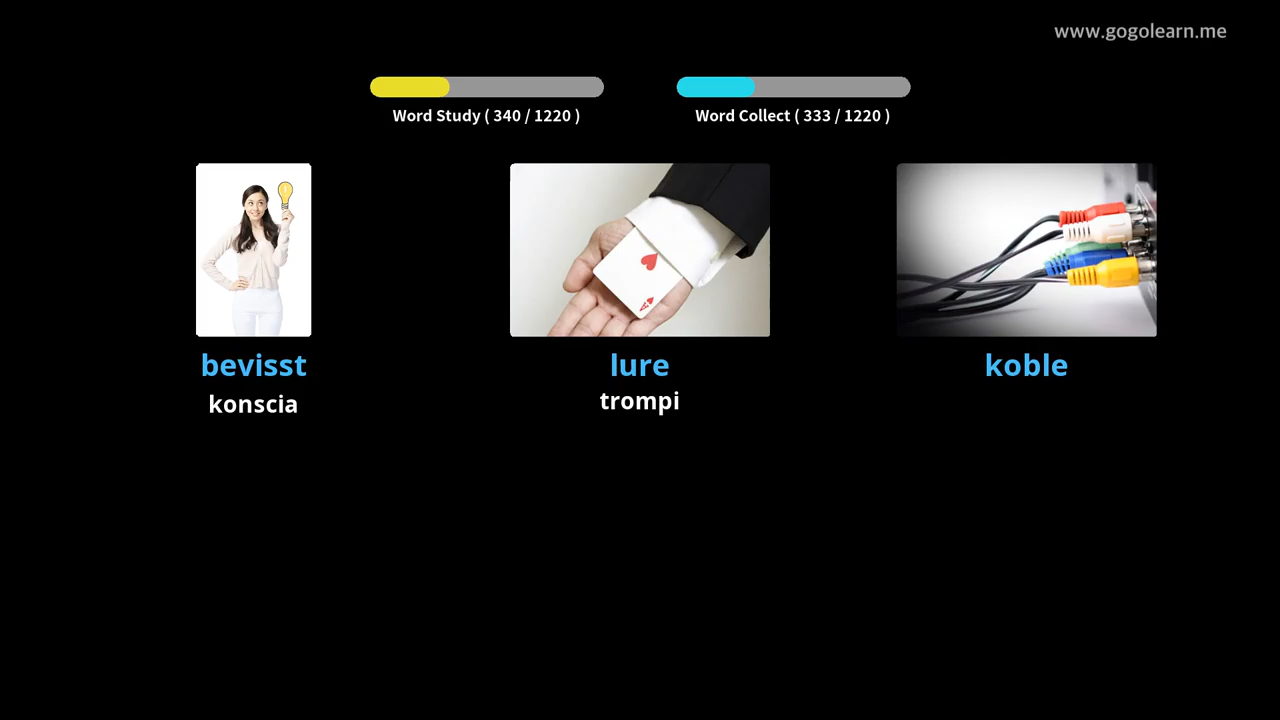 www.gogolearn.me
Word Study ( 340 / 1220 )
Word Collect ( 333 / 1220 )
bevisst
konscia
lure
trompi
koble